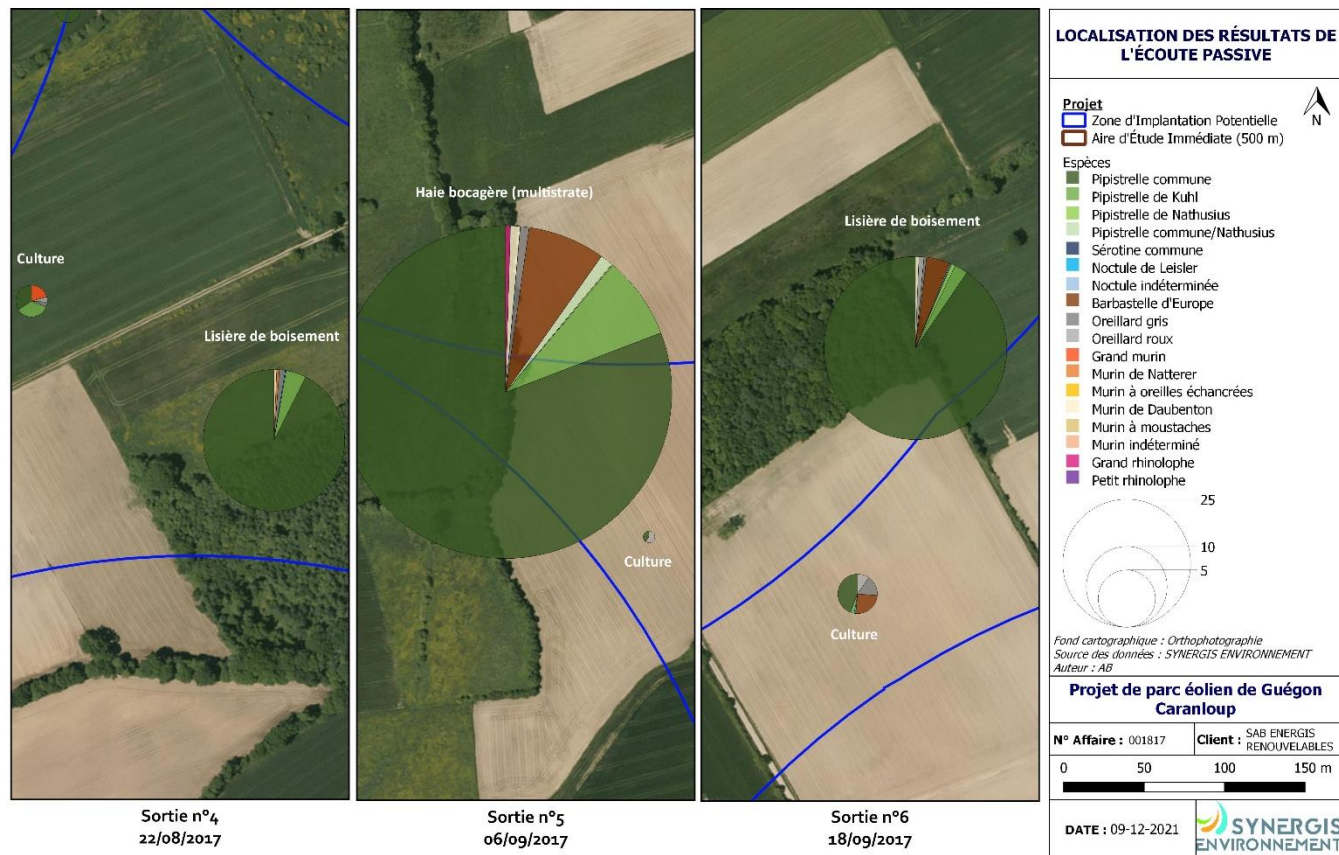 Culture
Lisière de boisement
Sortie n°4
22/08/2017
Haie bocagère (multistrate)
Culture
Sortie n°5
06/09/2017
Lisière de boisement
Culture
Sortie n°6
18/09/2017
LOCALISATION DES RÉSULTATS DE
L'ÉCOUTE PASSIVE
Projet
Zone d'Implantation Potentielle
Aire d'Étude Immédiate (500 m)
N
Espèces
Pipistrelle commune
Pipistrelle de Kuhl
Pipistrelle de Nathusius
Pipistrelle commune/Nathusius
Sérotine commune
Noctule de Leisler
Noctule indéterminée
Barbastelle d'Europe
Oreillard gris
Oreillard roux
Grand murin
Murin de Natterer
Murin à oreilles échancrées
Murin de Daubenton
Murin à moustaches
Murin indéterminé
Grand rhinolophe
Petit rhinolophe
25
10
5
Fond cartographique : Orthophotographie
Source des données : SYNERGIS ENVIRONNEMENT
Auteur : AB
Projet de parc éolien de Guégon
Caranloup
N° Affaire : 001817
Client : SAB ENERGIS
RENOUVELABLES
0 50 100 150 m
DATE : 09-12-2021
SYNERGIS
ENVIRONNEMENT